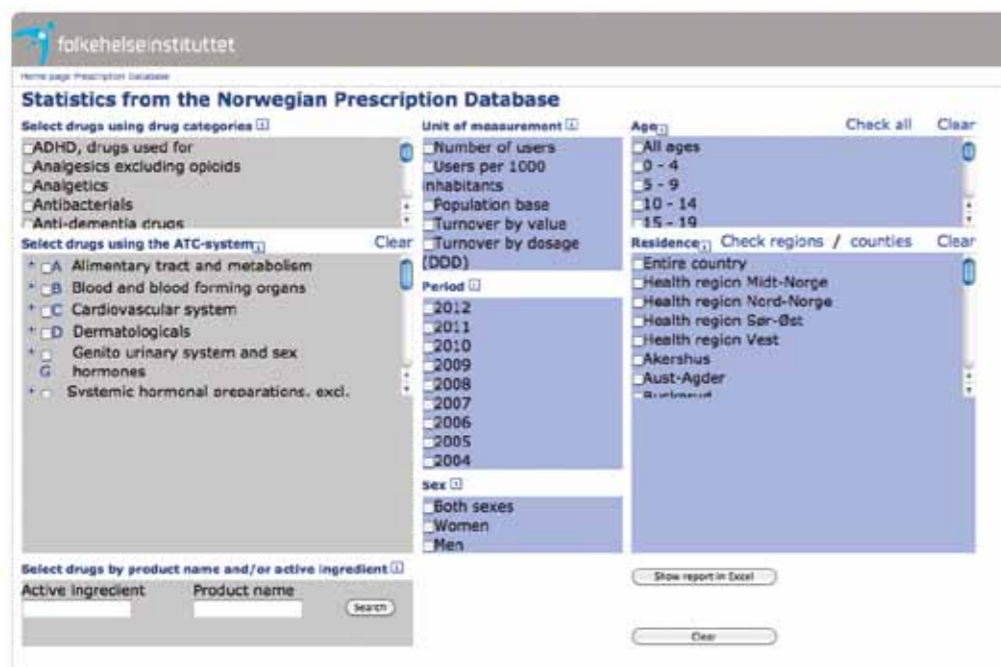 folkehelseinstituttet
Home page Prescription Database
Statistics from the Norwegian Prescription Database
Select drugs using drug categories
ADHD, drugs used for
Analgesics excluding opioids
Analgetics
Antibacterials
Anti-dementia drugs
Select drugs using the ATC-system
Clear
+ A Alimentary tract and metabolism
+ B Blood and blood forming organs
+ C Cardiovascular system
+ D Dermatologicals
+ G Genito urinary system and sex
hormones
+ Systemic hormonal preparations, excl.
Select drugs by product name and/or active ingredient
Active ingredient Product name
Search
Unit of measurement
Number of users
Users per 1000
inhabitants
Population base
Turnover by value
Turnover by dosage
(DDD)
Period
2012
2011
2010
2009
2008
2007
2006
2005
2004
Sex
Both sexes
Women
Men
Age Check all Clear
All ages
0 - 4
5 - 9
10 - 14
15 - 19
Residence Check regions / counties Clear
Entire country
Health region Midt-Norge
Health region Nord-Norge
Health region Sør-Øst
Health region Vest
Akershus
Aust-Agder
Buskerud
Show report in Excel
Clear